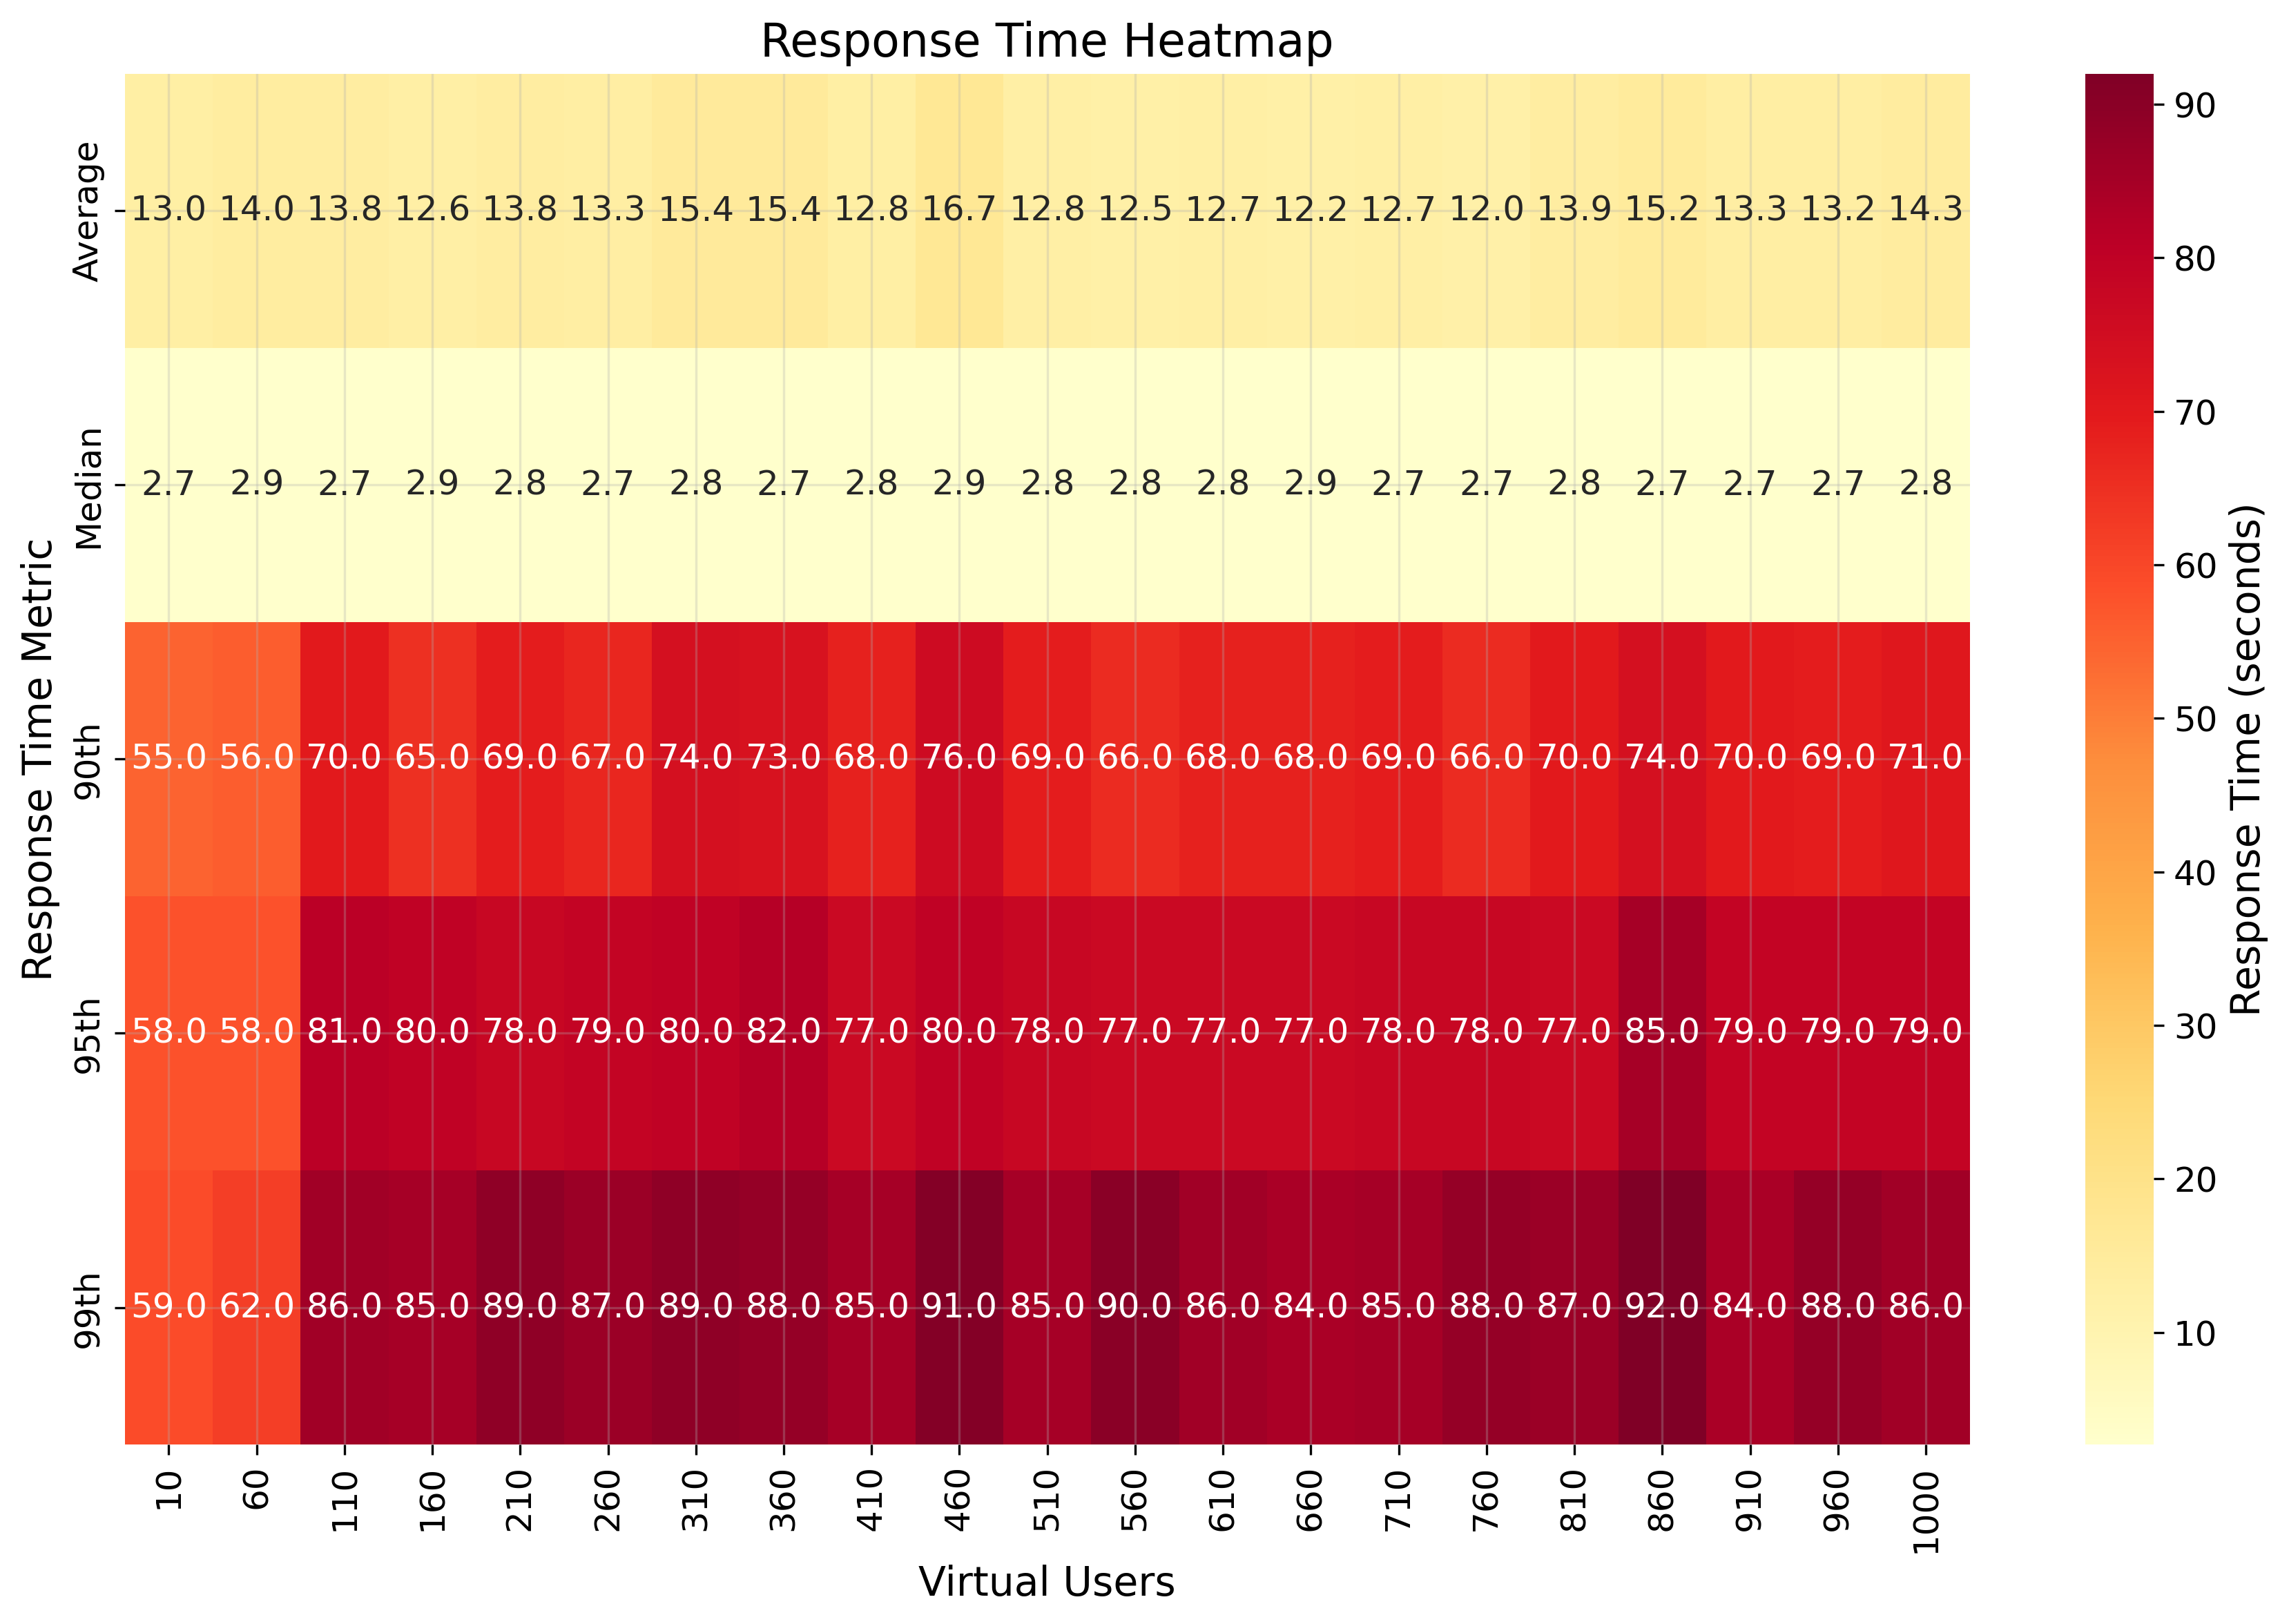 Response Time Heatmap
Response Time Metric
Average
13.0 14.0 13.8 12.6 13.8 13.3 15.4 15.4 12.8 16.7 12.8 12.5 12.7 12.2 12.7 12.0 13.9 15.2 13.3 13.2 14.3
Median
2.7 2.9 2.7 2.9 2.8 2.7 2.8 2.7 2.8 2.9 2.8 2.8 2.8 2.9 2.7 2.7 2.8 2.7 2.7 2.7 2.8
90th
55.0 56.0 70.0 65.0 69.0 67.0 74.0 73.0 68.0 76.0 69.0 66.0 68.0 68.0 69.0 66.0 70.0 74.0 70.0 69.0 71.0
95th
58.0 58.0 81.0 80.0 78.0 79.0 80.0 82.0 77.0 80.0 78.0 77.0 77.0 77.0 78.0 78.0 77.0 85.0 79.0 79.0 79.0
99th
59.0 62.0 86.0 85.0 89.0 87.0 89.0 88.0 85.0 91.0 85.0 90.0 86.0 84.0 85.0 88.0 87.0 92.0 84.0 88.0 86.0
10 60 110 160 210 260 310 360 410 460 510 560 610 660 710 760 810 860 910 960 1000
Virtual Users
90
80
70
60
50
40
30
20
10
Response Time (seconds)